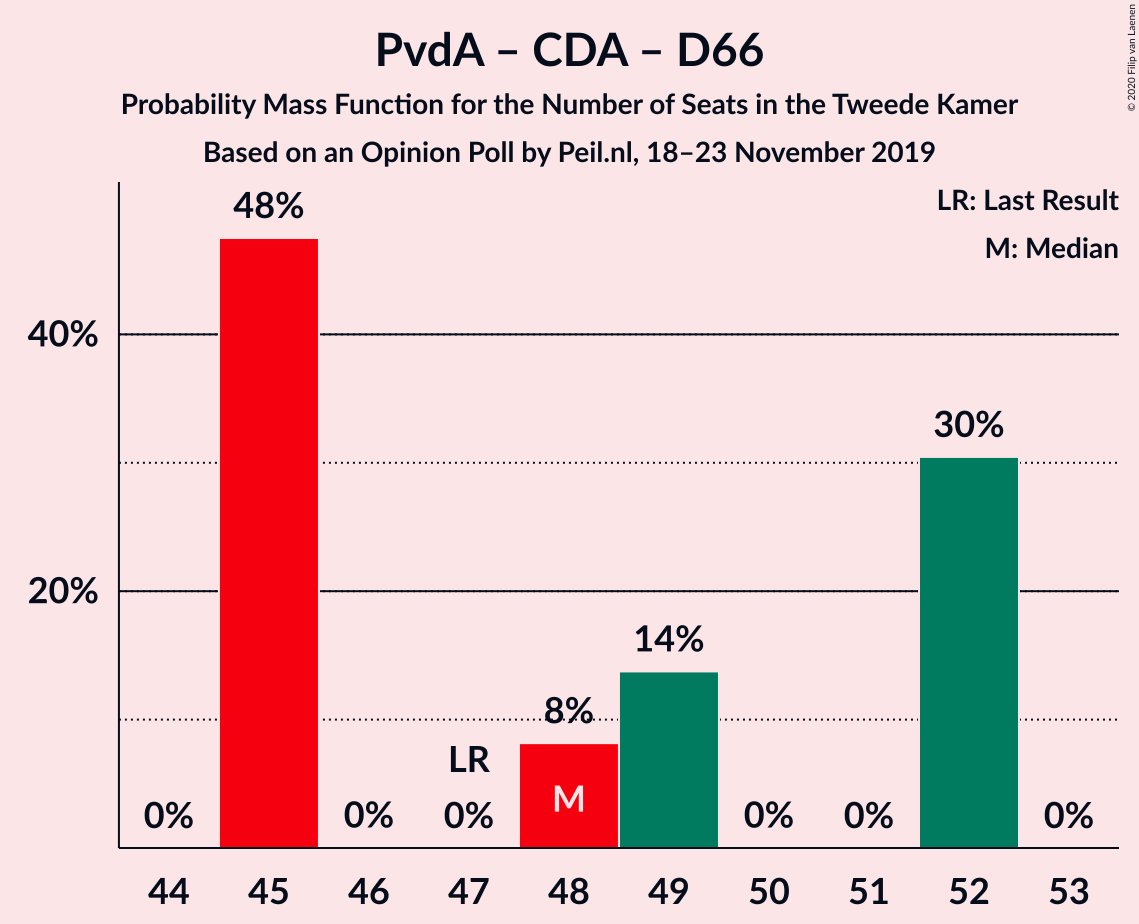 PvdA – CDA – D66
Probability Mass Function for the Number of Seats in the Tweede Kamer
Based on an Opinion Poll by Peil.nl, 18–23 November 2019
© 2020 Filip van Laenen
LR: Last Result
M: Median
48%
40%
30%
20%
14%
8%
LR
M
0% 0% 0% 0% 0% 0%
44 45 46 47 48 49 50 51 52 53